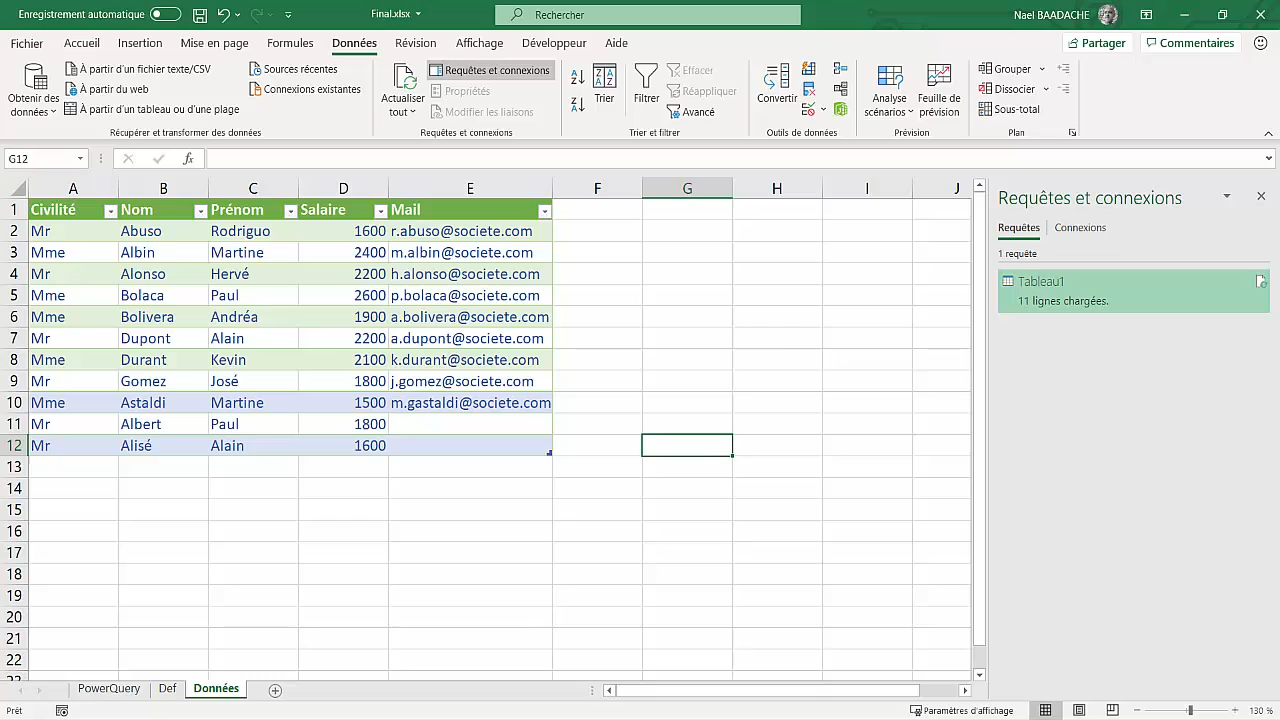 Enregistrement automatique
Final.xlsx
Rechercher
Nael BAADACHE
Fichier Accueil Insertion Mise en page Formules Données Révision Affichage Développeur Aide
Partager Commentaires
Obtenir des données
À partir d'un fichier texte/CSV
À partir du web
À partir d'un tableau ou d'une plage
Sources récentes
Connexions existantes
Récupérer et transformer des données
Actualiser tout
Requêtes et connexions
Propriétés
Modifier les liaisons
Requêtes et connexions
Trier
Filtrer
Effacer
Réappliquer
Avancé
Trier et filtrer
Convertir
Outils de données
Analyse scénarios
Feuille de prévision
Prévision
Grouper
Dissocier
Sous-total
Plan
G12
fx
A B C D E F G H I J
1 Civilité Nom Prénom Salaire Mail
2 Mr Abuso Rodriguo 1600 r.abuso@societe.com
3 Mme Albin Martine 2400 m.albin@societe.com
4 Mr Alonso Hervé 2200 h.alonso@societe.com
5 Mme Bolaca Paul 2600 p.bolaca@societe.com
6 Mme Bolivera Andréa 1900 a.bolivera@societe.com
7 Mr Dupont Alain 2200 a.dupont@societe.com
8 Mme Durant Kevin 2100 k.durant@societe.com
9 Mr Gomez José 1800 j.gomez@societe.com
10 Mme Astaldi Martine 1500 m.gastaldi@societe.com
11 Mr Albert Paul 1800
12 Mr Alisé Alain 1600
13
14
15
16
17
18
19
20
21
22
Requêtes et connexions
Requêtes Connexions
1 requête
Tableau1
11 lignes chargées.
PowerQuery Def Données
Prêt
Paramètres d'affichage
130 %